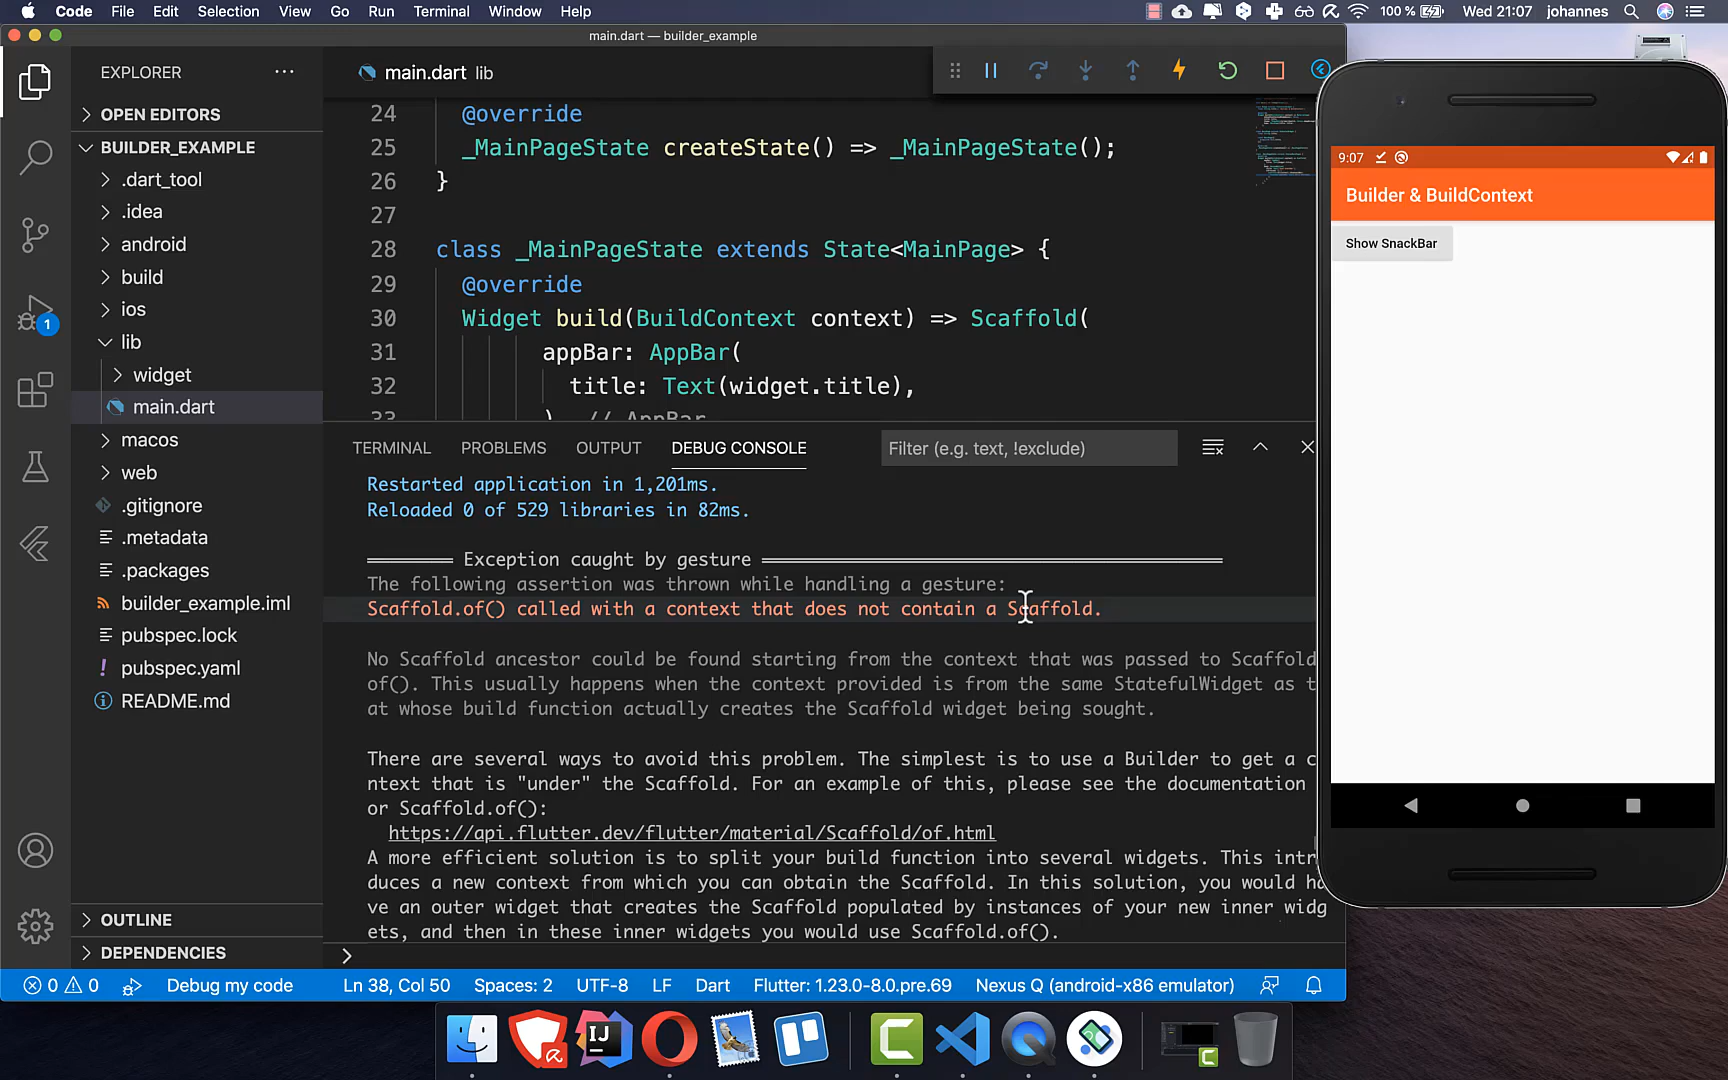 Code File Edit Selection View Go Run Terminal Window Help 100 % Wed 21:07 johannes
main.dart — builder_example
EXPLORER
OPEN EDITORS
BUILDER_EXAMPLE
.dart_tool
.idea
android
build
ios
1
lib
widget
main.dart
macos
web
.gitignore
.metadata
.packages
builder_example.iml
pubspec.lock
pubspec.yaml
README.md
OUTLINE
DEPENDENCIES
main.dart lib
24 @override
25 _MainPageState createState() => _MainPageState();
26 }
27
28 class _MainPageState extends State<MainPage> {
29 @override
30 Widget build(BuildContext context) => Scaffold(
31 appBar: AppBar(
32 title: Text(widget.title),
33 ) // AppBar
TERMINAL PROBLEMS OUTPUT DEBUG CONSOLE Filter (e.g. text, !exclude)
Restarted application in 1,201ms.
Reloaded 0 of 529 libraries in 82ms.
════════ Exception caught by gesture ═══════════════════════════════════════════
The following assertion was thrown while handling a gesture:
Scaffold.of() called with a context that does not contain a Scaffold.
No Scaffold ancestor could be found starting from the context that was passed to Scaffold
of(). This usually happens when the context provided is from the same StatefulWidget as t
at whose build function actually creates the Scaffold widget being sought.
There are several ways to avoid this problem. The simplest is to use a Builder to get a c
ntext that is "under" the Scaffold. For an example of this, please see the documentation
or Scaffold.of():
https://api.flutter.dev/flutter/material/Scaffold/of.html
A more efficient solution is to split your build function into several widgets. This intr
duces a new context from which you can obtain the Scaffold. In this solution, you would ha
ve an outer widget that creates the Scaffold populated by instances of your new inner widg
ets, and then in these inner widgets you would use Scaffold.of().
>
0 0 Debug my code Ln 38, Col 50 Spaces: 2 UTF-8 LF Dart Flutter: 1.23.0-8.0.pre.69 Nexus Q (android-x86 emulator)
9:07
Builder & BuildContext
Show SnackBar
IJ